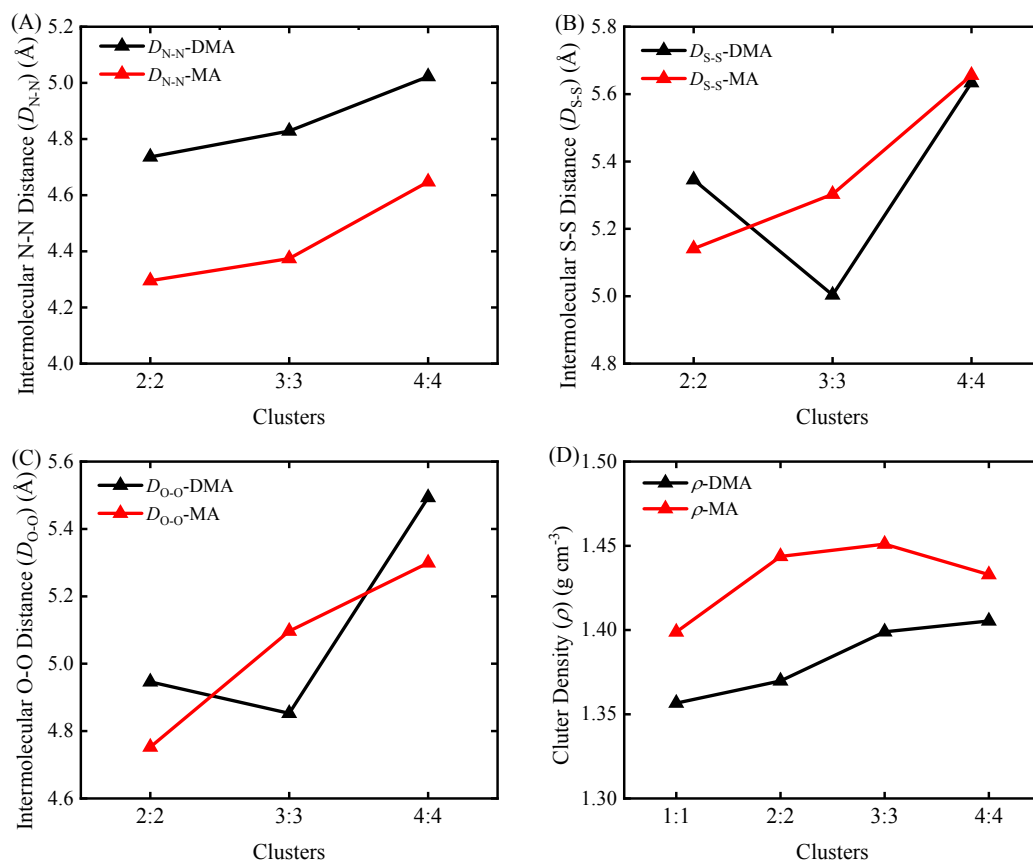 (A)
5.2
5.0
4.8
4.6
4.4
4.2
4.0
Intermolecular N-N Distance (D_N-N) (Å)
D_N-N-DMA
D_N-N-MA
2:2 3:3 4:4
Clusters
(B)
5.8
5.6
5.4
5.2
5.0
4.8
Intermolecular S-S Distance (D_S-S) (Å)
D_S-S-DMA
D_S-S-MA
2:2 3:3 4:4
Clusters
(C)
5.6
5.4
5.2
5.0
4.8
4.6
Intermolecular O-O Distance (D_O-O) (Å)
D_O-O-DMA
D_O-O-MA
2:2 3:3 4:4
Clusters
(D)
1.50
1.45
1.40
1.35
1.30
Cluter Density (ρ) (g cm⁻³)
ρ-DMA
ρ-MA
1:1 2:2 3:3 4:4
Clusters